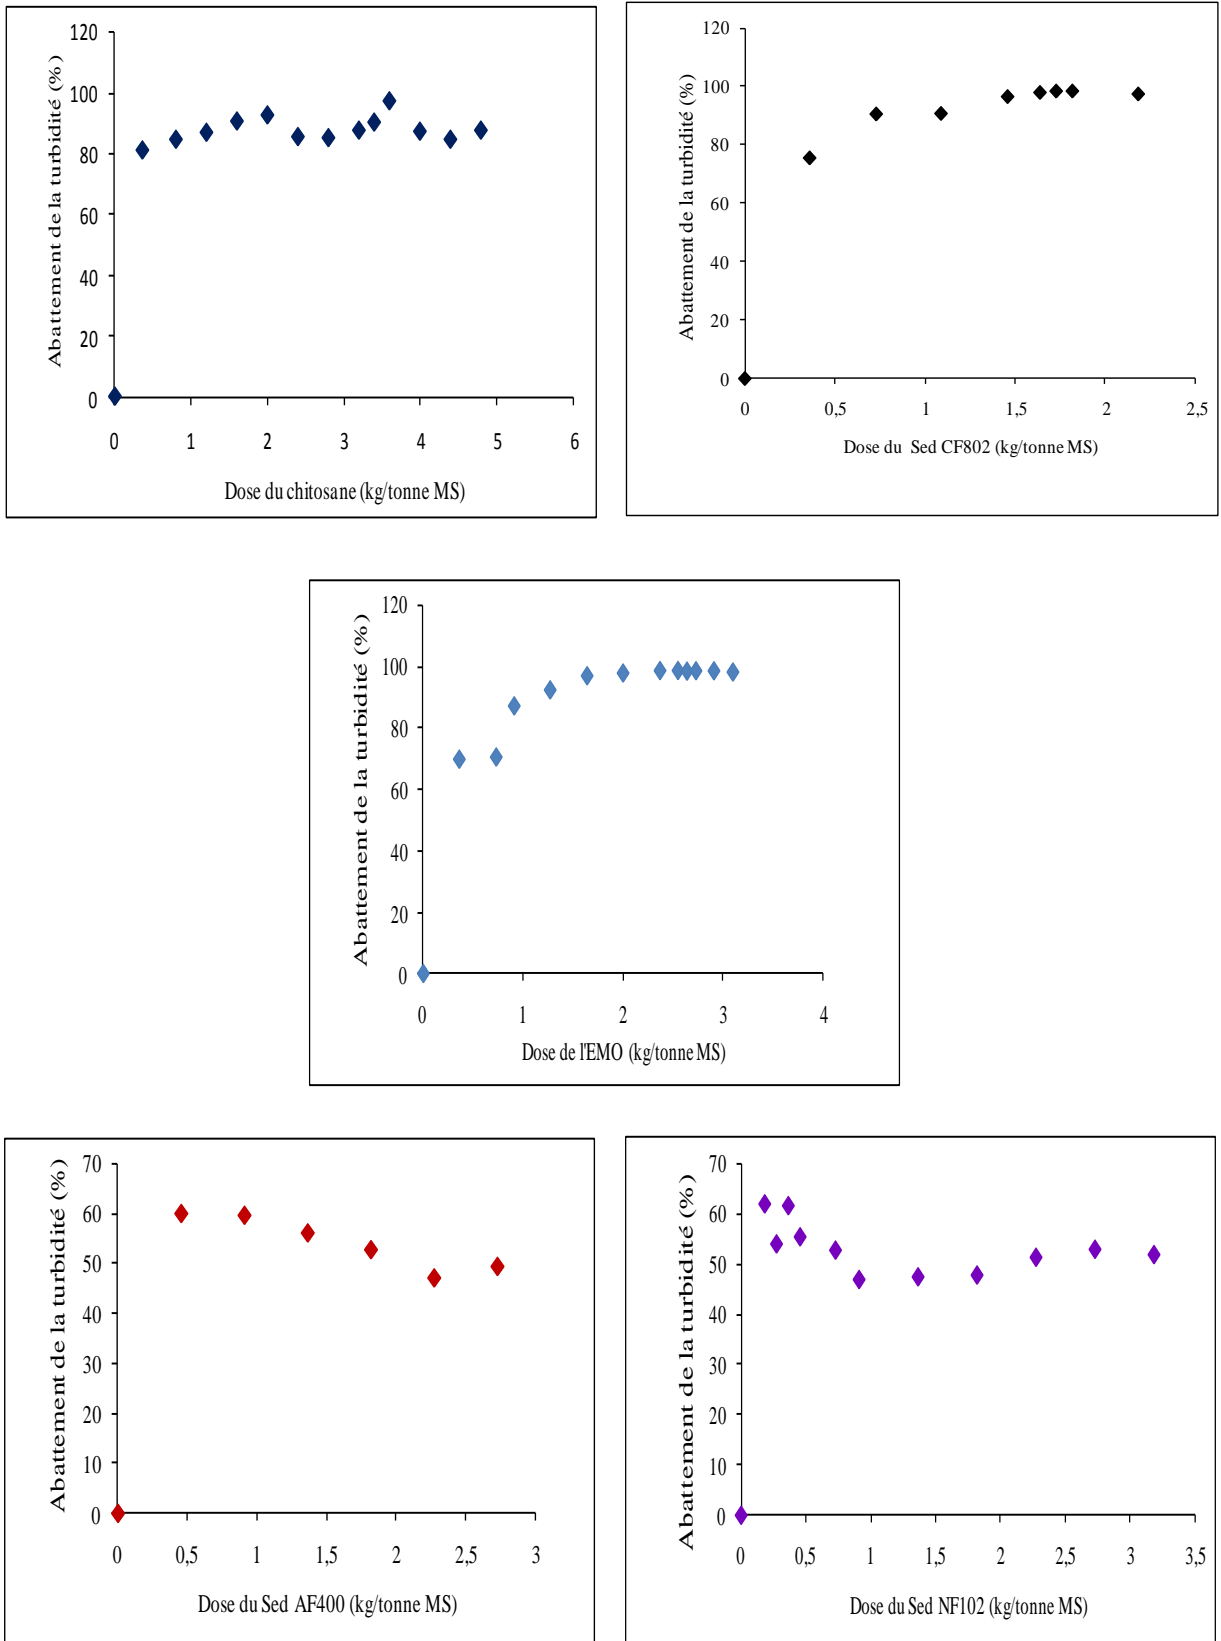 Abattement de la turbidité (%)
120
100
80
60
40
20
0
0 1 2 3 4 5 6
Dose du chitosane (kg/tonne MS)
Abattement de la turbidité (%)
120
100
80
60
40
20
0
0 0,5 1 1,5 2 2,5
Dose du Sed CF802 (kg/tonne MS)
Abattement de la turbidité (%)
120
100
80
60
40
20
0
0 1 2 3 4
Dose de l'EMO (kg/tonne MS)
Abattement de la turbidité (%)
70
60
50
40
30
20
10
0
0 0,5 1 1,5 2 2,5 3
Dose du Sed AF400 (kg/tonne MS)
Abattement de la turbidité (%)
70
60
50
40
30
20
10
0
0 0,5 1 1,5 2 2,5 3 3,5
Dose du Sed NF102 (kg/tonne MS)